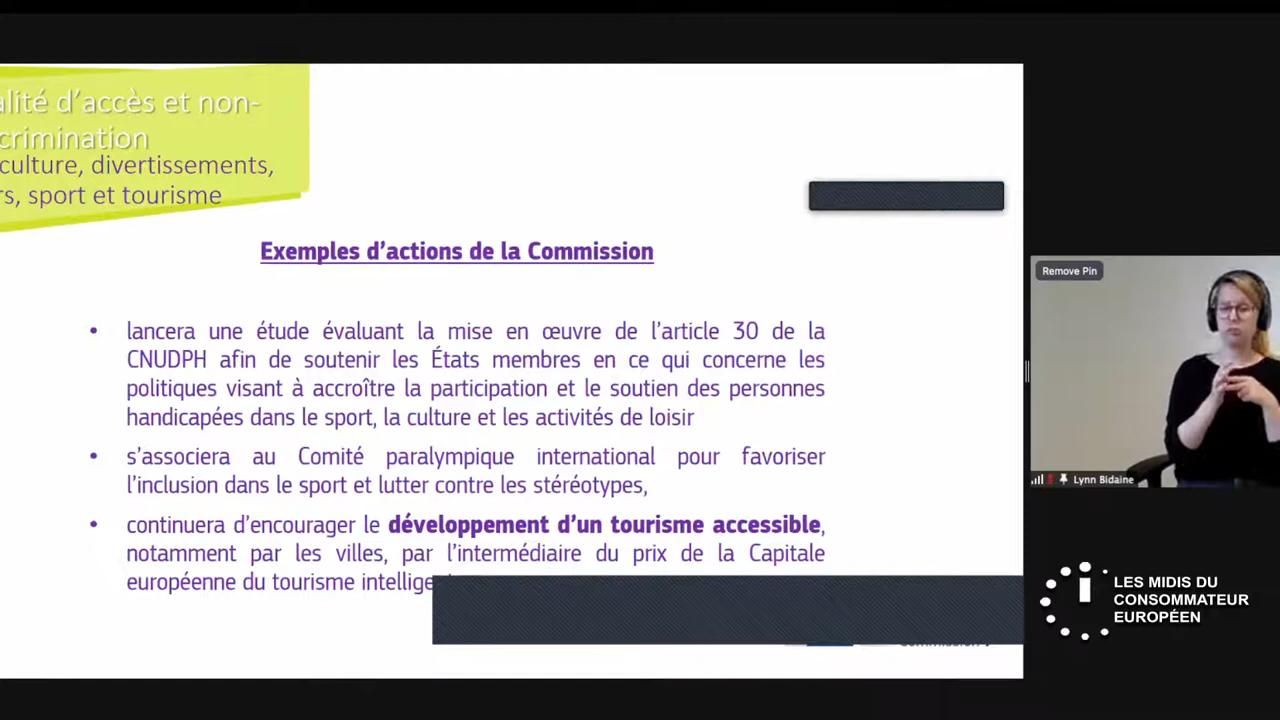 alité d'accès et non-
crimination
culture, divertissements,
rs, sport et tourisme
Exemples d'actions de la Commission
• lancera une étude évaluant la mise en œuvre de l'article 30 de la
CNUDPH afin de soutenir les États membres en ce qui concerne les
politiques visant à accroître la participation et le soutien des personnes
handicapées dans le sport, la culture et les activités de loisir
• s'associera au Comité paralympique international pour favoriser
l'inclusion dans le sport et lutter contre les stéréotypes,
• continuera d'encourager le développement d'un tourisme accessible,
notamment par les villes, par l'intermédiaire du prix de la Capitale
européenne du tourisme intellige
Remove Pin
Lynn Bidaine
LES MIDIS DU
CONSOMMATEUR
EUROPÉEN